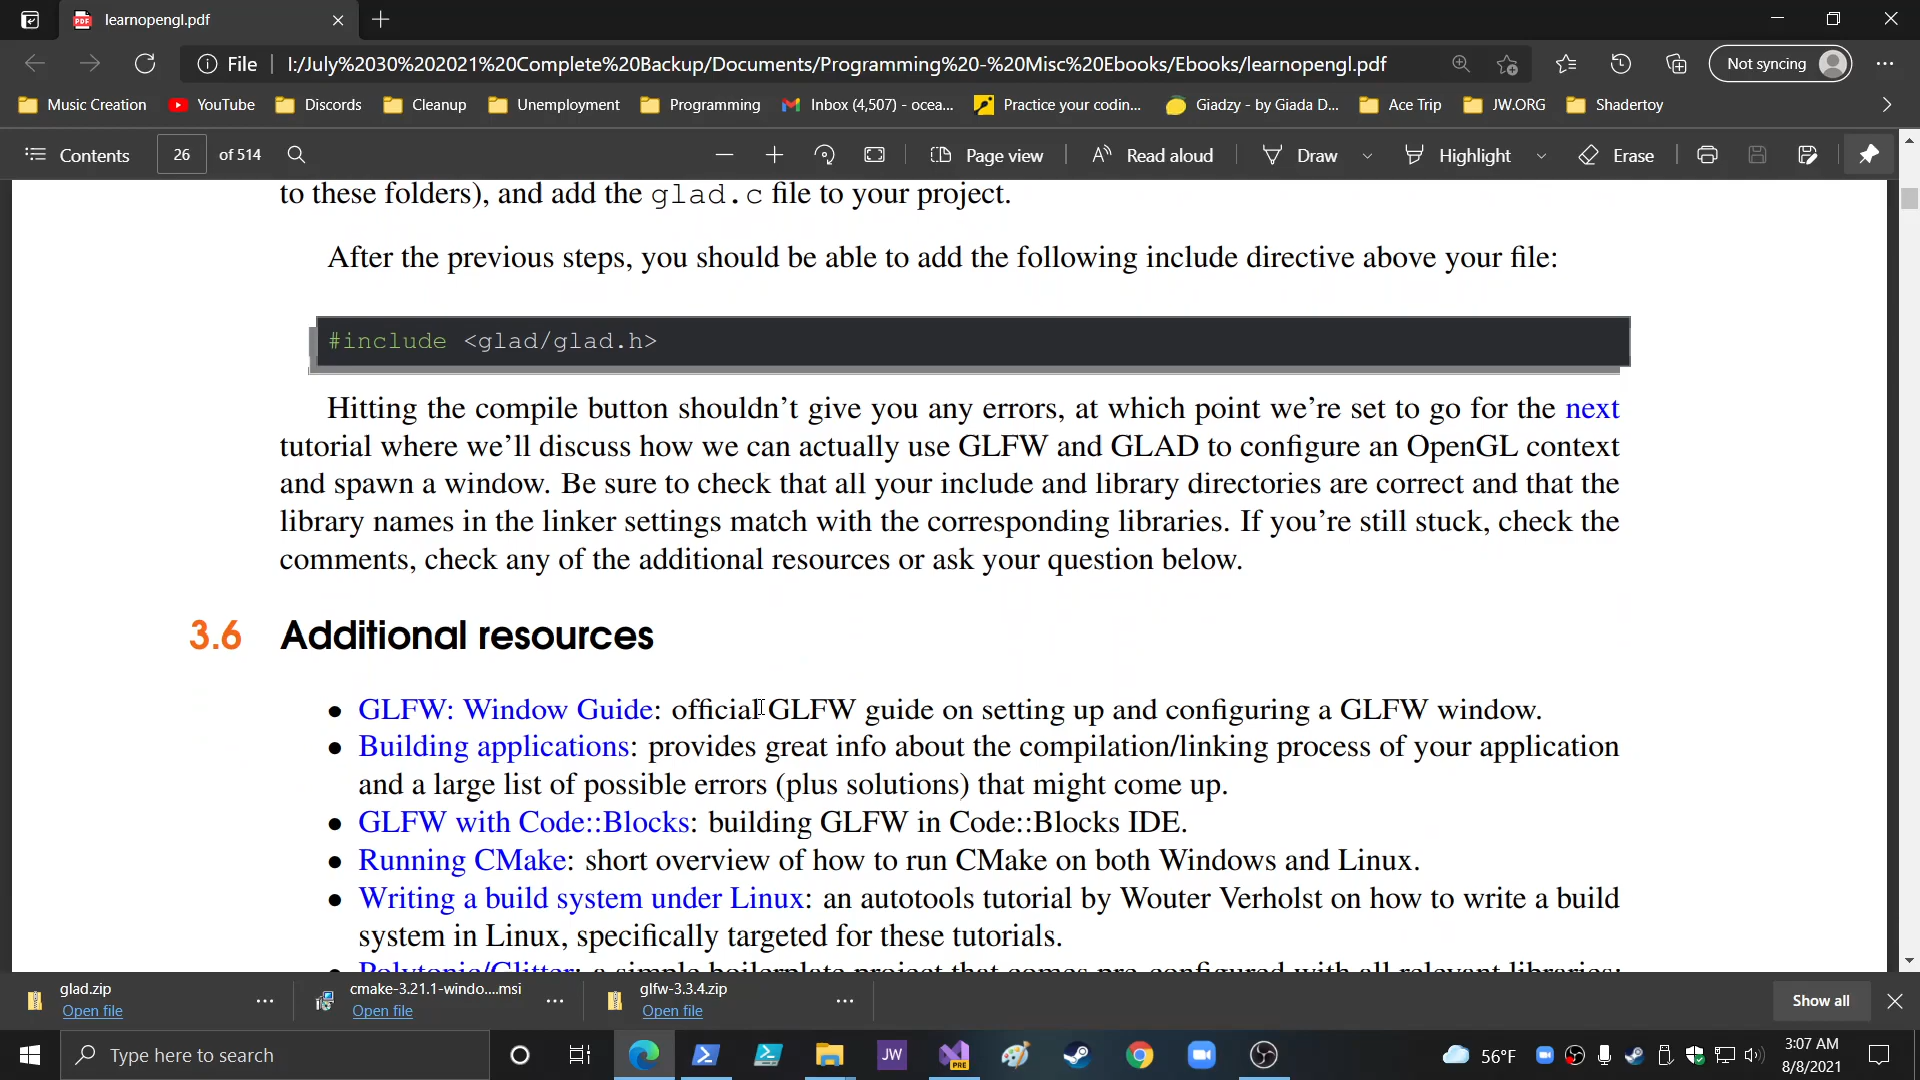 learnopengl.pdf
File
I:/July%2030%202021%20Complete%20Backup/Documents/Programming%20-%20Misc%20Ebooks/Ebooks/learnopengl.pdf
Not syncing
Music Creation YouTube Discords Cleanup Unemployment Programming Inbox (4,507) - ocea... Practice your codin... Giadzy - by Giada D... Ace Trip JW.ORG Shadertoy
Contents 26 of 514 Page view Read aloud Draw Highlight Erase
to these folders), and add the glad.c file to your project.
After the previous steps, you should be able to add the following include directive above your file:
#include <glad/glad.h>
Hitting the compile button shouldn't give you any errors, at which point we're set to go for the next
tutorial where we'll discuss how we can actually use GLFW and GLAD to configure an OpenGL context
and spawn a window. Be sure to check that all your include and library directories are correct and that the
library names in the linker settings match with the corresponding libraries. If you're still stuck, check the
comments, check any of the additional resources or ask your question below.
3.6 Additional resources
• GLFW: Window Guide: official GLFW guide on setting up and configuring a GLFW window.
• Building applications: provides great info about the compilation/linking process of your application
and a large list of possible errors (plus solutions) that might come up.
• GLFW with Code::Blocks: building GLFW in Code::Blocks IDE.
• Running CMake: short overview of how to run CMake on both Windows and Linux.
• Writing a build system under Linux: an autotools tutorial by Wouter Verholst on how to write a build
system in Linux, specifically targeted for these tutorials.
• Polytonic/Glitter: a simple boilerplate project that comes pre-configured with all relevant libraries;
glad.zip cmake-3.21.1-windo....msi glfw-3.3.4.zip
Open file Open file Open file
Show all
Type here to search
JW
PRE
56°F
3:07 AM
8/8/2021